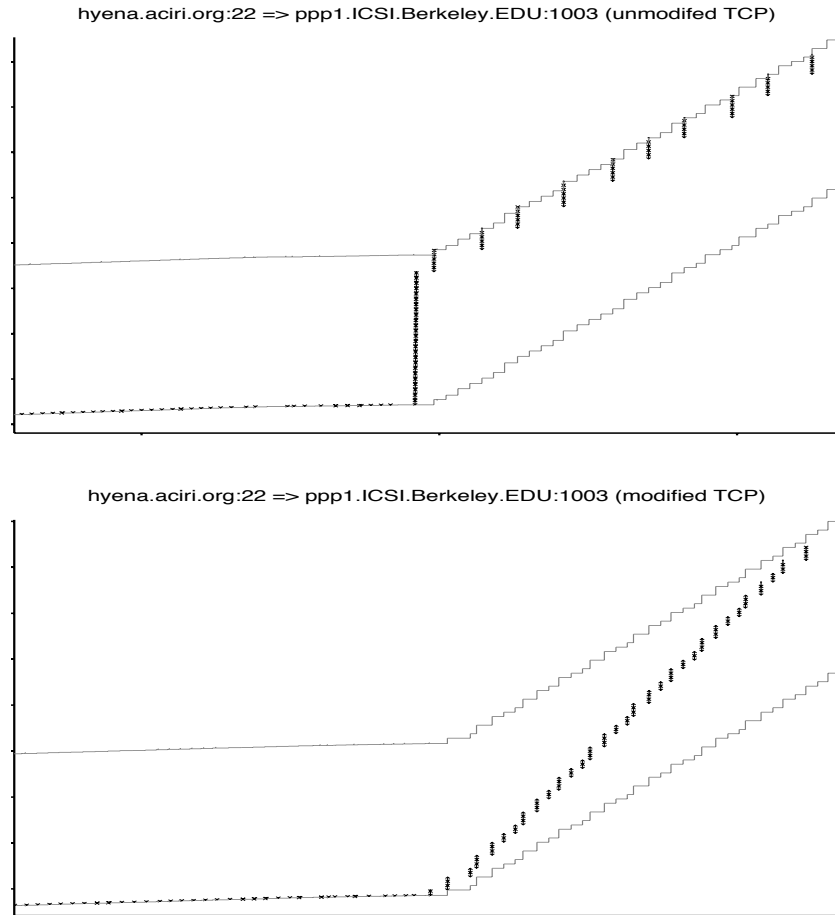 hyena.aciri.org:22 => ppp1.ICSI.Berkeley.EDU:1003 (unmodifed TCP)
hyena.aciri.org:22 => ppp1.ICSI.Berkeley.EDU:1003 (modified TCP)